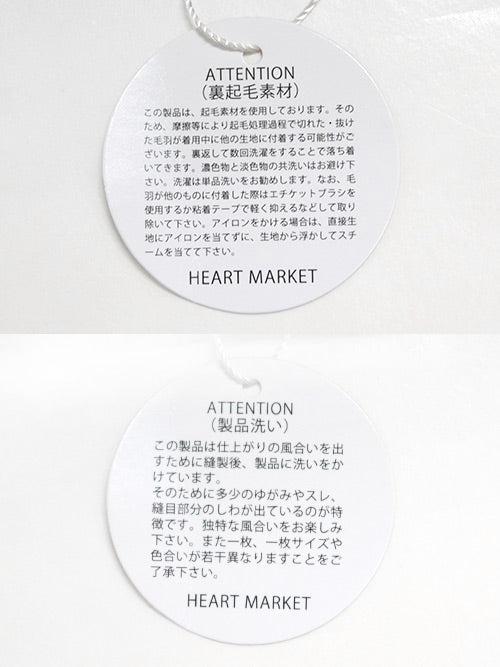 ATTENTION
(裏起毛素材)
この製品は、起毛素材を使用しております。その
ため、摩擦等により起毛処理過程で切れた・抜け
た毛羽が着用中に他の生地に付着する可能性がご
ざいます。裏返して数回洗濯をすることで落ち着
いてきます。濃色物と淡色物の共洗いはお避け下
さい。洗濯は単品洗いをお勧めします。なお、毛
羽が他のものに付着した際はエチケットブラシを
使用するか粘着テープで軽く抑えるなどして取り
除いて下さい。アイロンをかける場合は、直接生
地にアイロンを当てずに、生地から浮かしてスチ
ームを当てて下さい。
HEART MARKET
ATTENTION
(製品洗い)
この製品は仕上がりの風合いを出
すために縫製後、製品に洗いをか
けています。
そのために多少のゆがみやスレ、
縫目部分のしわが出ているのが特
徴です。独特な風合いをお楽しみ
下さい。また一枚、一枚サイズや
色合いが若干異なりますことをご
了承下さい。
HEART MARKET